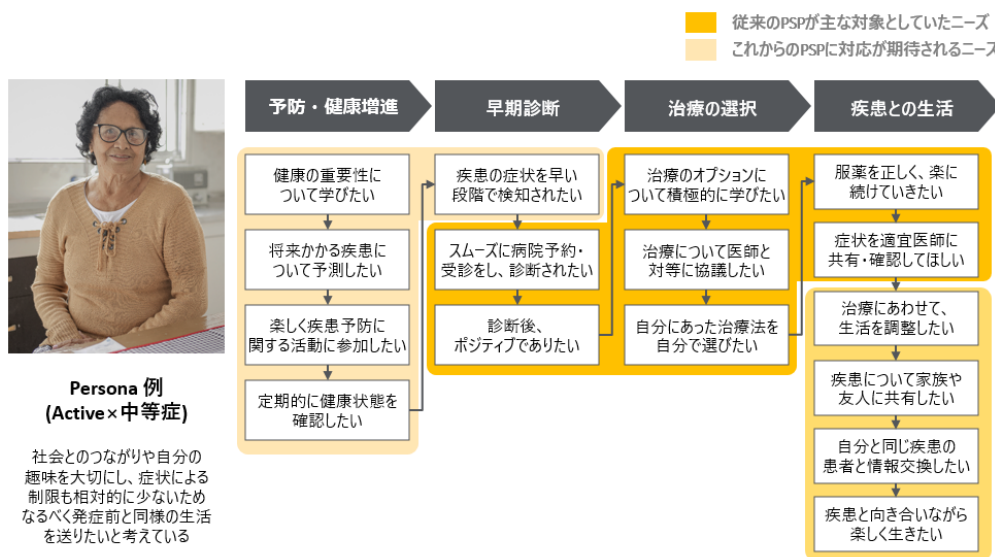 従来のPSPが主な対象としていたニーズ
これからのPSPに対応が期待されるニーズ
予防・健康増進
早期診断
治療の選択
疾患との生活
健康の重要性に
ついて学びたい
将来かかる疾患に
ついて予測したい
楽しく疾患予防に
関する活動に参加したい
定期的に健康状態を
確認したい
疾患の症状を早い
段階で検知されたい
スムーズに病院予約・
受診をし、診断されたい
診断後、
ポジティブでありたい
治療のオプションに
ついて積極的に学びたい
治療について医師と
対等に協議したい
自分にあった治療法を
自分で選びたい
服薬を正しく、楽に
続けていきたい
症状を適宜医師に
共有・確認してほしい
治療にあわせて、
生活を調整したい
疾患について家族や
友人に共有したい
自分と同じ疾患の
患者と情報交換したい
疾患と向き合いながら
楽しく生きたい
Persona 例
(Active×中等症)
社会とのつながりや自分の
趣味を大切にし、症状による
制限も相対的に少ないため
なるべく発症前と同様の生活
を送りたいと考えている